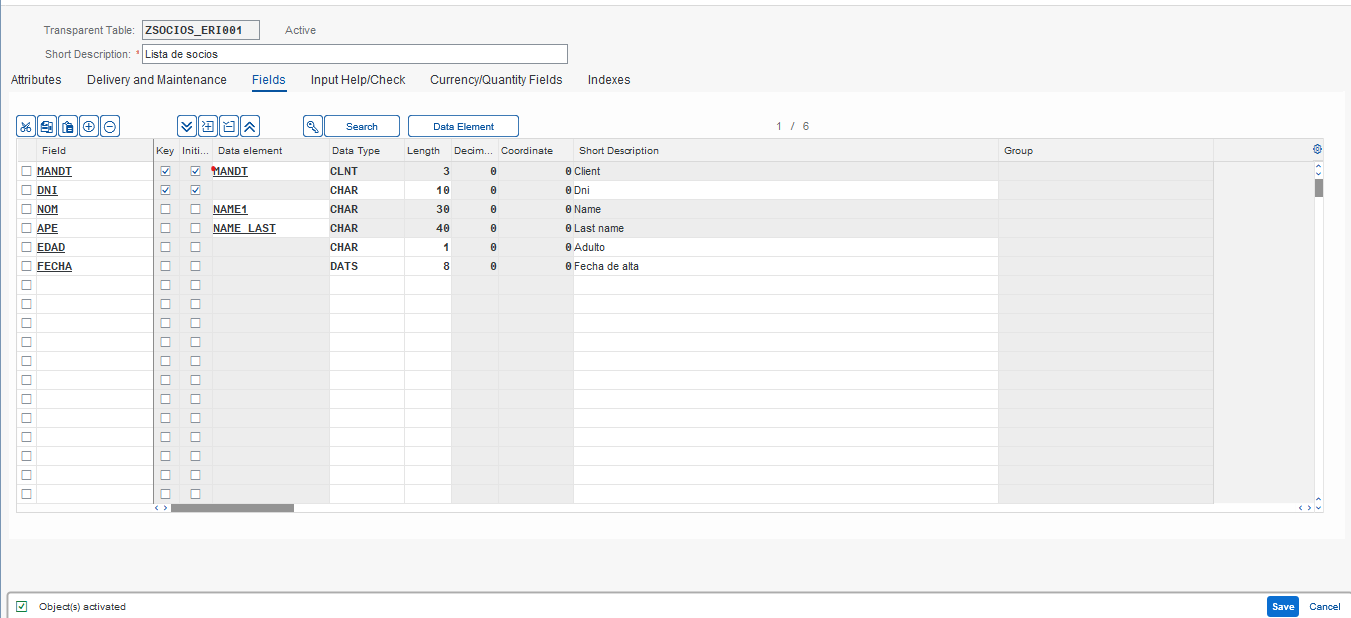 Transparent Table: ZSOCIOS_ERI001 Active
Short Description: * Lista de socios
Attributes Delivery and Maintenance Fields Input Help/Check Currency/Quantity Fields Indexes
Search Data Element 1 / 6
Field Key Initi... Data element Data Type Length Decim... Coordinate Short Description Group
MANDT MANDT CLNT 3 0 0 Client
DNI CHAR 10 0 0 Dni
NOM NAME1 CHAR 30 0 0 Name
APE NAME_LAST CHAR 40 0 0 Last name
EDAD CHAR 1 0 0 Adulto
FECHA DATS 8 0 0 Fecha de alta
Object(s) activated Save Cancel